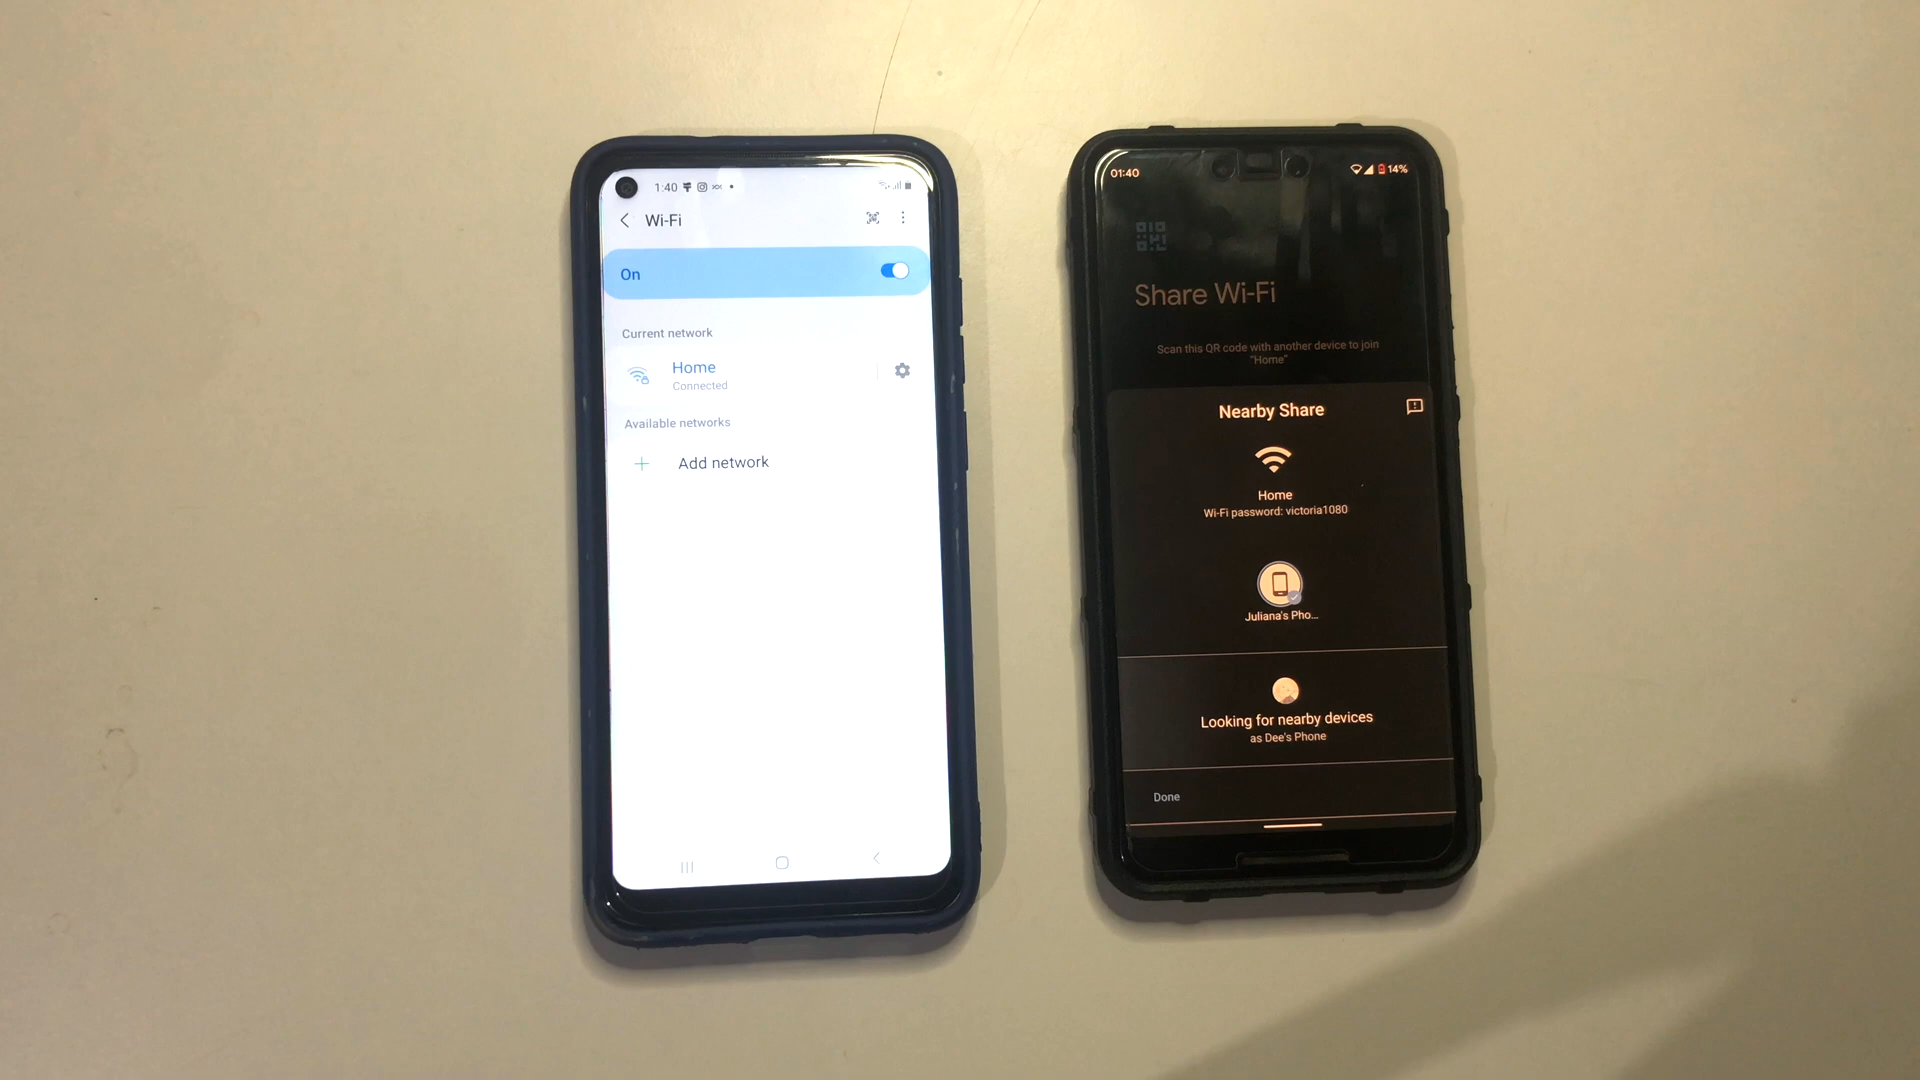 1:40
Wi-Fi
On
Current network
Home
Connected
Available networks
Add network
01:40
14%
Share Wi-Fi
Scan this QR code with another device to join
“Home”
Nearby Share
Home
Wi-Fi password: victoria1080
Juliana's Pho...
Looking for nearby devices
as Dee's Phone
Done